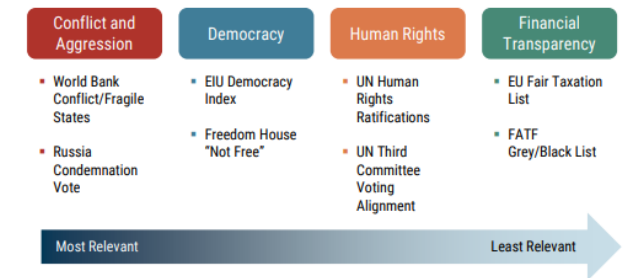 Conflict and
Aggression
Democracy
Human Rights
Financial
Transparency
▪ World Bank
Conflict/Fragile
States
▪ Russia
Condemnation
Vote
▪ EIU Democracy
Index
▪ Freedom House
"Not Free"
▪ UN Human
Rights
Ratifications
▪ UN Third
Committee
Voting
Alignment
▪ EU Fair Taxation
List
▪ FATF
Grey/Black List
Most Relevant
Least Relevant